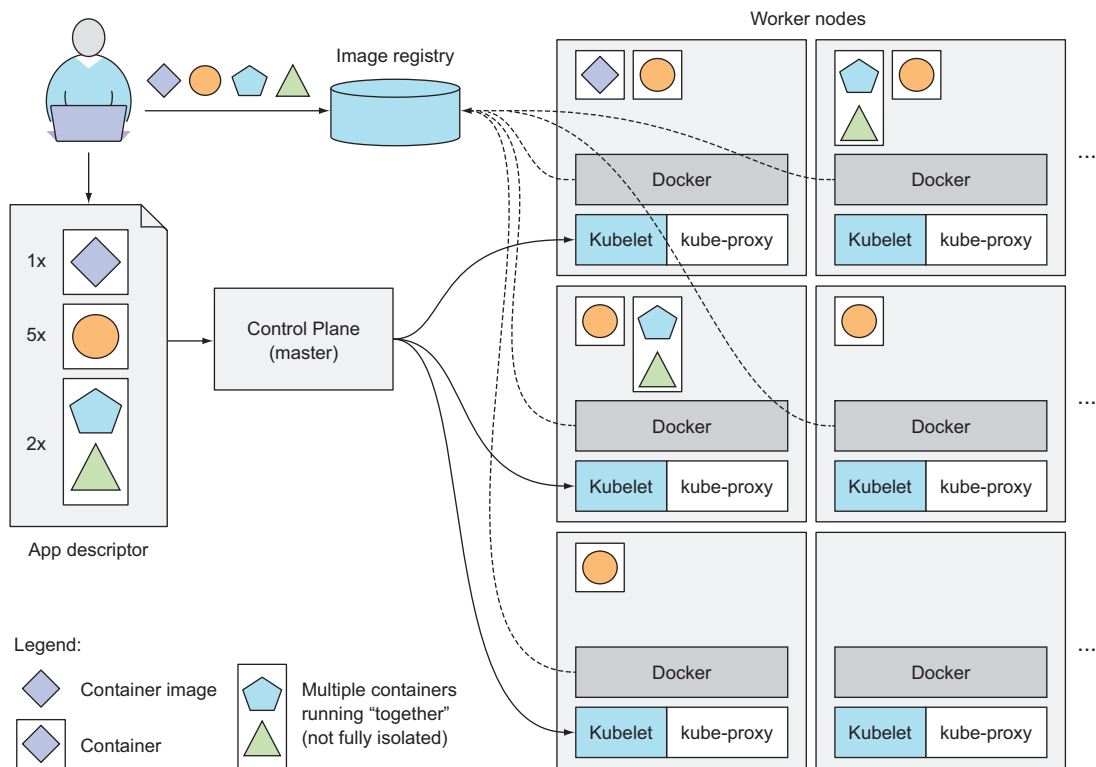 Worker nodes
Image registry
...
Docker
Docker
Kubelet
kube-proxy
Kubelet
kube-proxy
1x
5x
2x
App descriptor
Control Plane
(master)
...
Docker
Docker
Kubelet
kube-proxy
Kubelet
kube-proxy
...
Docker
Docker
Kubelet
kube-proxy
Kubelet
kube-proxy
Legend:
Container image
Container
Multiple containers
running “together”
(not fully isolated)